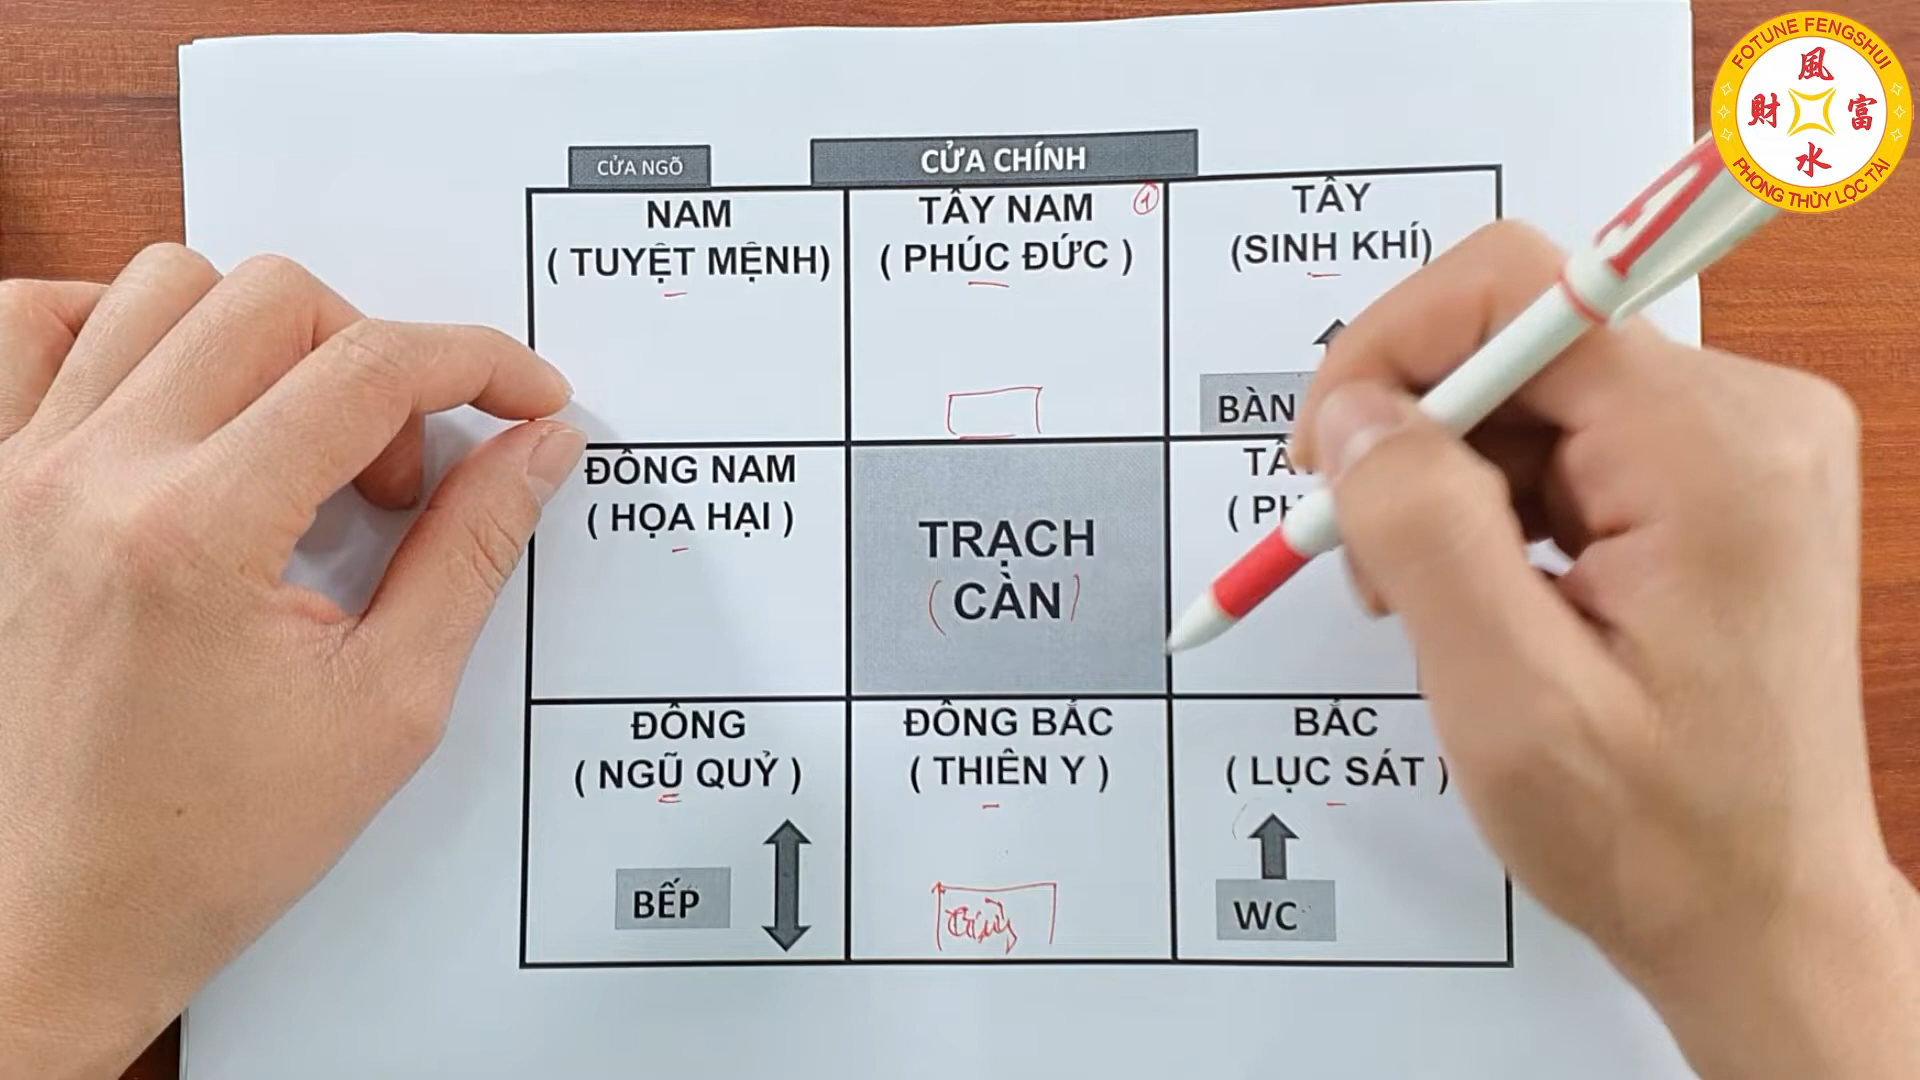 FOTUNE FENGSHUI
風
財 富
水
PHONG THỦY LỘC TÀI
CỬA NGÕ
CỬA CHÍNH
NAM
( TUYỆT MỆNH)
TÂY NAM
1
( PHÚC ĐỨC )
TÂY
(SINH KHÍ)
BÀN
ĐÔNG NAM
( HỌA HẠI )
TRẠCH
( CÀN )
ĐÔNG
( NGŨ QUỶ )
BẾP
ĐÔNG BẮC
( THIÊN Y )
BẮC
( LỤC SÁT )
WC